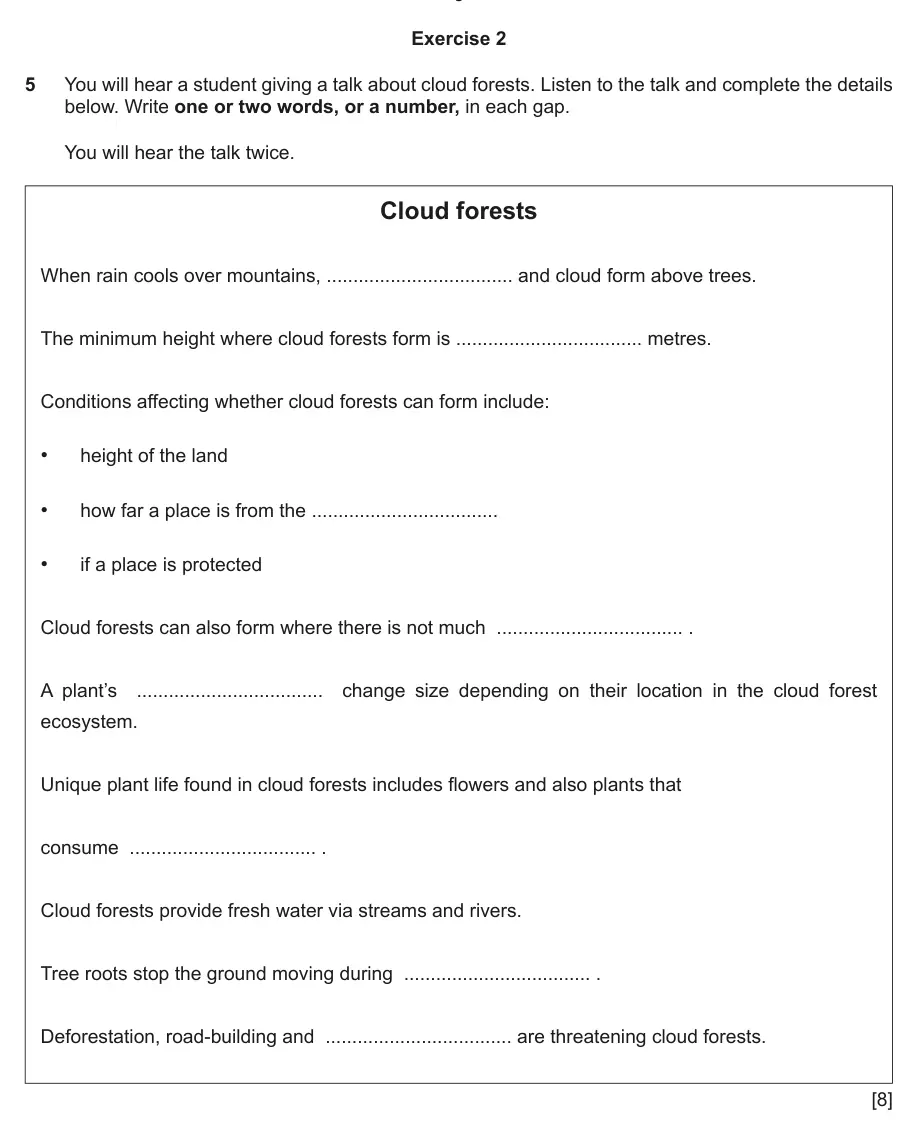 Exercise 2
5 You will hear a student giving a talk about cloud forests. Listen to the talk and complete the details
below. Write one or two words, or a number, in each gap.
You will hear the talk twice.
Cloud forests
When rain cools over mountains, .................................. and cloud form above trees.
The minimum height where cloud forests form is .................................. metres.
Conditions affecting whether cloud forests can form include:
• height of the land
• how far a place is from the ..................................
• if a place is protected
Cloud forests can also form where there is not much .................................. .
A plant’s .................................. change size depending on their location in the cloud forest
ecosystem.
Unique plant life found in cloud forests includes flowers and also plants that
consume .................................. .
Cloud forests provide fresh water via streams and rivers.
Tree roots stop the ground moving during .................................. .
Deforestation, road-building and .................................. are threatening cloud forests.
[8]